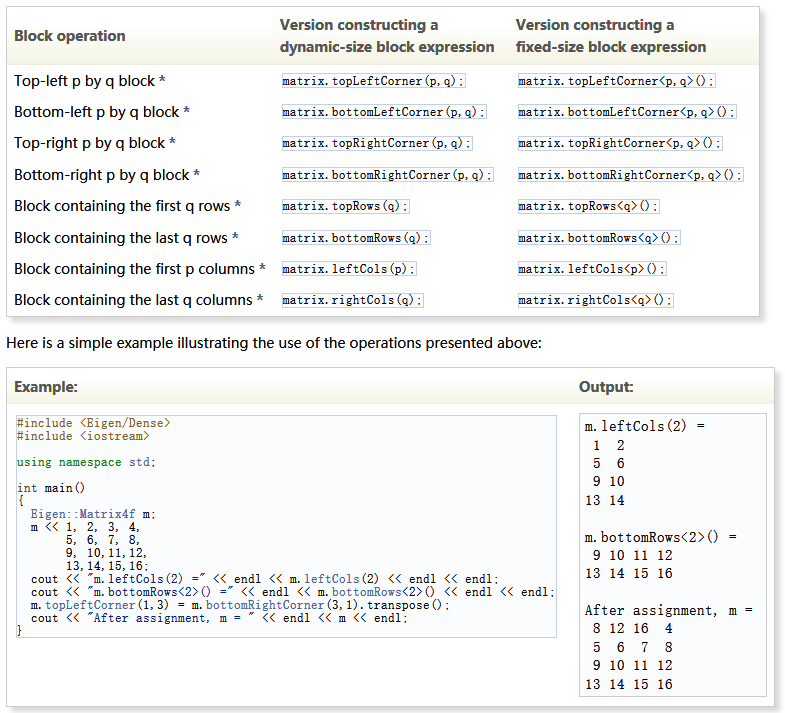 Block operation
Version constructing a
dynamic-size block expression
Version constructing a
fixed-size block expression
Top-left p by q block * matrix.topLeftCorner(p,q); matrix.topLeftCorner<p,q>();
Bottom-left p by q block * matrix.bottomLeftCorner(p,q); matrix.bottomLeftCorner<p,q>();
Top-right p by q block * matrix.topRightCorner(p,q); matrix.topRightCorner<p,q>();
Bottom-right p by q block * matrix.bottomRightCorner(p,q); matrix.bottomRightCorner<p,q>();
Block containing the first q rows * matrix.topRows(q); matrix.topRows<q>();
Block containing the last q rows * matrix.bottomRows(q); matrix.bottomRows<q>();
Block containing the first p columns * matrix.leftCols(p); matrix.leftCols<p>();
Block containing the last q columns * matrix.rightCols(q); matrix.rightCols<q>();
Here is a simple example illustrating the use of the operations presented above:
Example:
#include <Eigen/Dense>
#include <iostream>
using namespace std;
int main()
{
  Eigen::Matrix4f m;
  m << 1, 2, 3, 4,
       5, 6, 7, 8,
       9, 10,11,12,
       13,14,15,16;
  cout << "m.leftCols(2) =" << endl << m.leftCols(2) << endl << endl;
  cout << "m.bottomRows<2>() =" << endl << m.bottomRows<2>() << endl << endl;
  m.topLeftCorner(1,3) = m.bottomRightCorner(3,1).transpose();
  cout << "After assignment, m = " << endl << m << endl;
}
Output:
m.leftCols(2) =
 1  2
 5  6
 9 10
13 14
m.bottomRows<2>() =
 9 10 11 12
13 14 15 16
After assignment, m =
 8 12 16  4
 5  6  7  8
 9 10 11 12
13 14 15 16